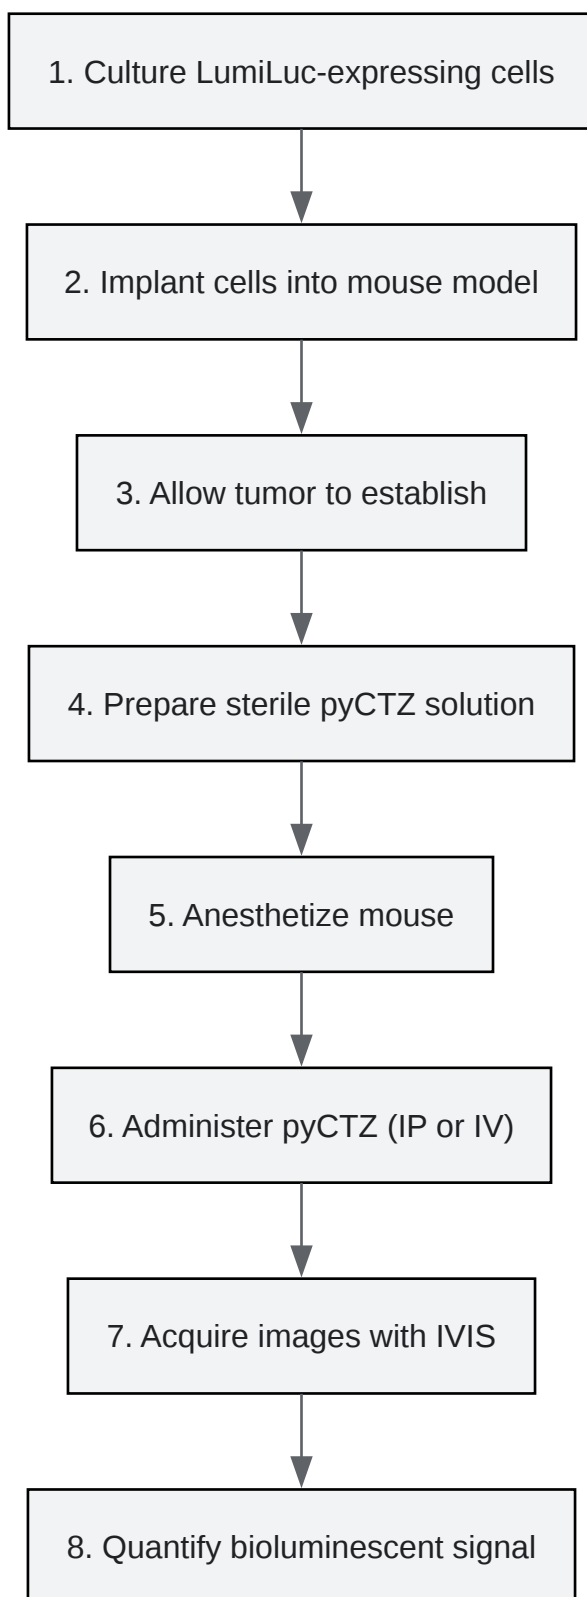 1. Culture LumiLuc-expressing cells
2. Implant cells into mouse model
3. Allow tumor to establish
4. Prepare sterile pyCTZ solution
5. Anesthetize mouse
6. Administer pyCTZ (IP or IV)
7. Acquire images with IVIS
8. Quantify bioluminescent signal